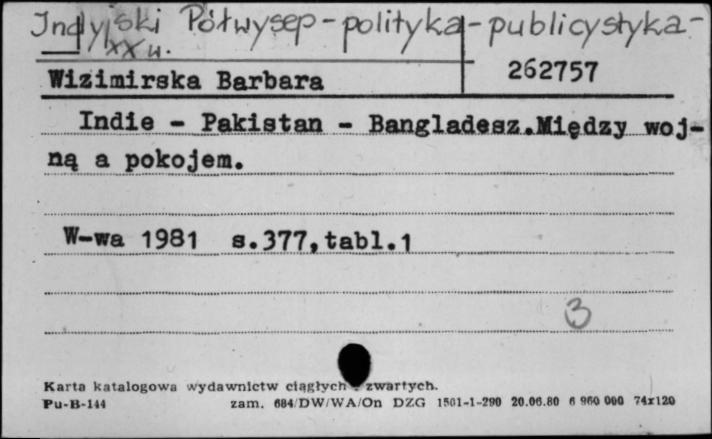 Indyjski Półwysep - polityka - publicystyka -
XX w.
Wizimirska Barbara
262757
Indie - Pakistan - Bangladesz.Między woj-
ną a pokojem.
W-wa 1981 s.377,tabl.1
3
Karta katalogowa wydawnictw ciągłych zwartych.
Pu-B-144 zam. 684/DW/WA/On DZG 1501-1-290 20.06.80 6 960 000 74x120